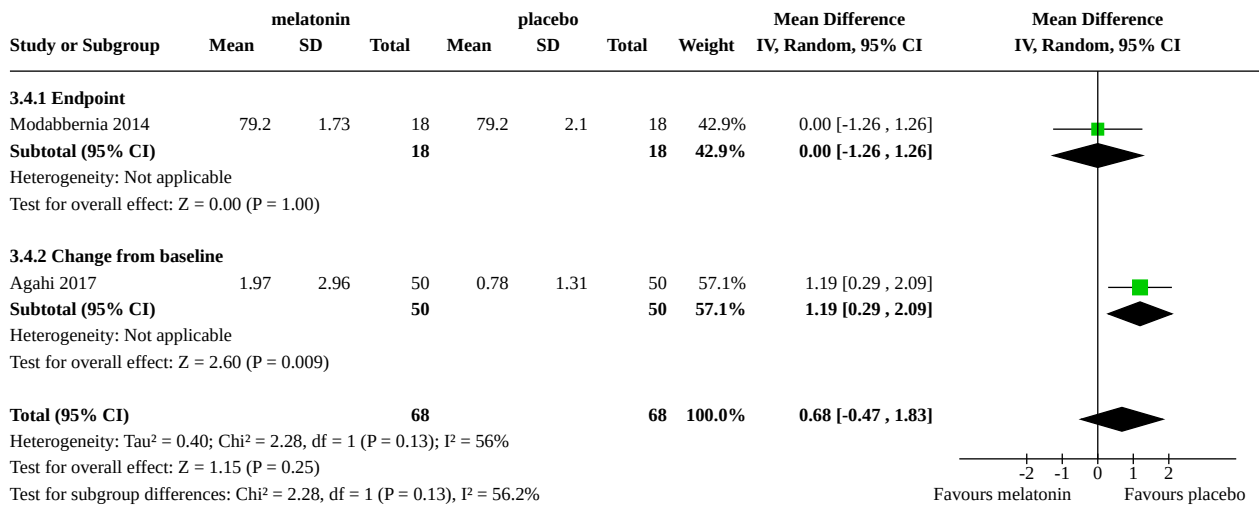 melatonin placebo Mean Difference Mean Difference
Study or Subgroup Mean SD Total Mean SD Total Weight IV, Random, 95% CI IV, Random, 95% CI
3.4.1 Endpoint
Modabbernia 2014 79.2 1.73 18 79.2 2.1 18 42.9% 0.00 [-1.26 , 1.26]
Subtotal (95% CI) 18 18 42.9% 0.00 [-1.26 , 1.26]
Heterogeneity: Not applicable
Test for overall effect: Z = 0.00 (P = 1.00)
3.4.2 Change from baseline
Agahi 2017 1.97 2.96 50 0.78 1.31 50 57.1% 1.19 [0.29 , 2.09]
Subtotal (95% CI) 50 50 57.1% 1.19 [0.29 , 2.09]
Heterogeneity: Not applicable
Test for overall effect: Z = 2.60 (P = 0.009)
Total (95% CI) 68 68 100.0% 0.68 [-0.47 , 1.83]
Heterogeneity: Tau² = 0.40; Chi² = 2.28, df = 1 (P = 0.13); I² = 56%
Test for overall effect: Z = 1.15 (P = 0.25)
-2 -1 0 1 2
Test for subgroup differences: Chi² = 2.28, df = 1 (P = 0.13), I² = 56.2%
Favours melatonin Favours placebo